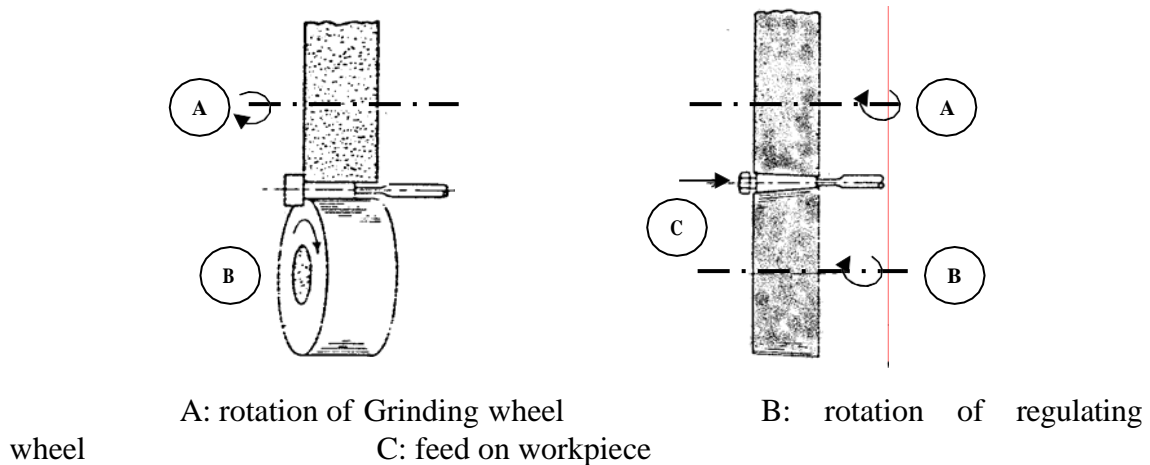 A
A
C
B
B
A: rotation of Grinding wheel B: rotation of regulating
wheel C: feed on workpiece